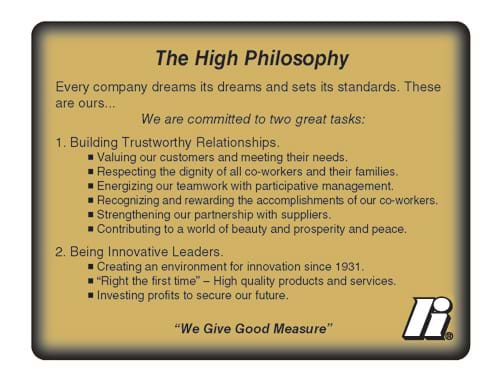 The High Philosophy
Every company dreams its dreams and sets its standards. These
are ours...
We are committed to two great tasks:
1. Building Trustworthy Relationships.
■ Valuing our customers and meeting their needs.
■ Respecting the dignity of all co-workers and their families.
■ Energizing our teamwork with participative management.
■ Recognizing and rewarding the accomplishments of our co-workers.
■ Strengthening our partnership with suppliers.
■ Contributing to a world of beauty and prosperity and peace.
2. Being Innovative Leaders.
■ Creating an environment for innovation since 1931.
■ “Right the first time” – High quality products and services.
■ Investing profits to secure our future.
“We Give Good Measure”
hi®